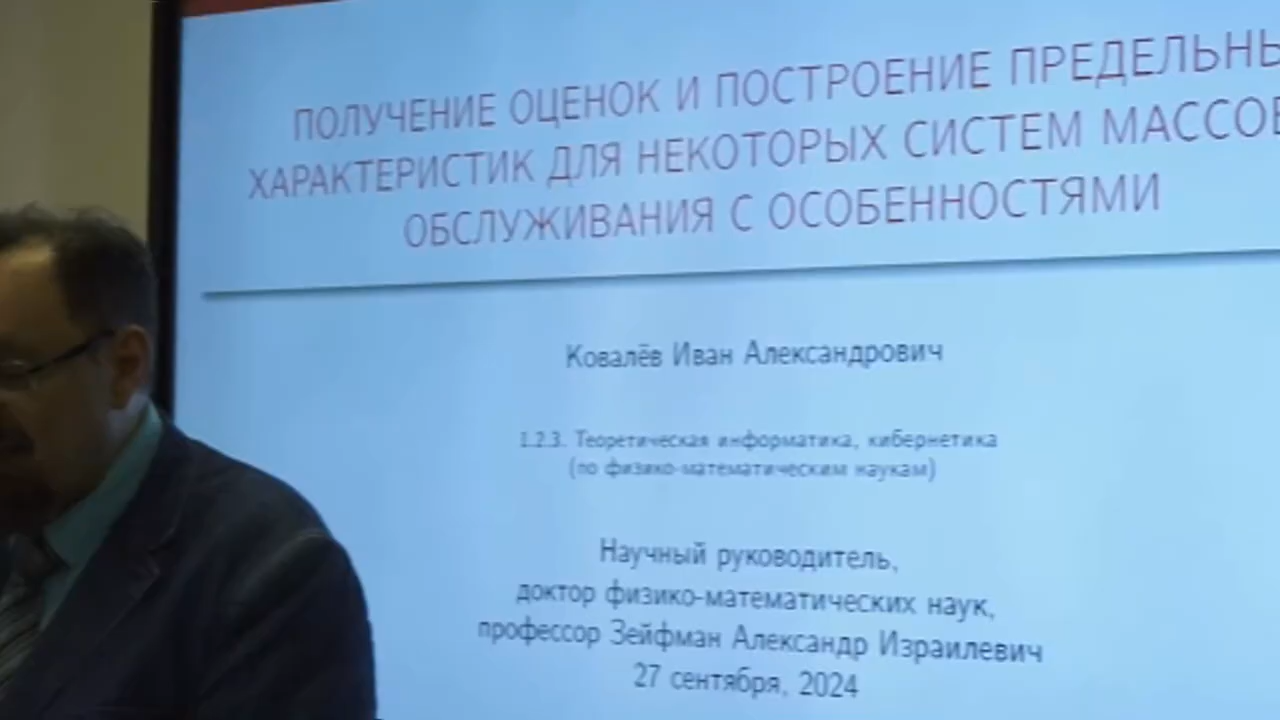 ПОЛУЧЕНИЕ ОЦЕНОК И ПОСТРОЕНИЕ ПРЕДЕЛЬНЫ
ХАРАКТЕРИСТИК ДЛЯ НЕКОТОРЫХ СИСТЕМ МАССОВ
ОБСЛУЖИВАНИЯ С ОСОБЕННОСТЯМИ
Ковалёв Иван Александрович
1.2.3. Теоретическая информатика, кибернетика
(по физико-математическим наукам)
Научный руководитель,
доктор физико-математических наук,
профессор Зейфман Александр Израилевич
27 сентября, 2024